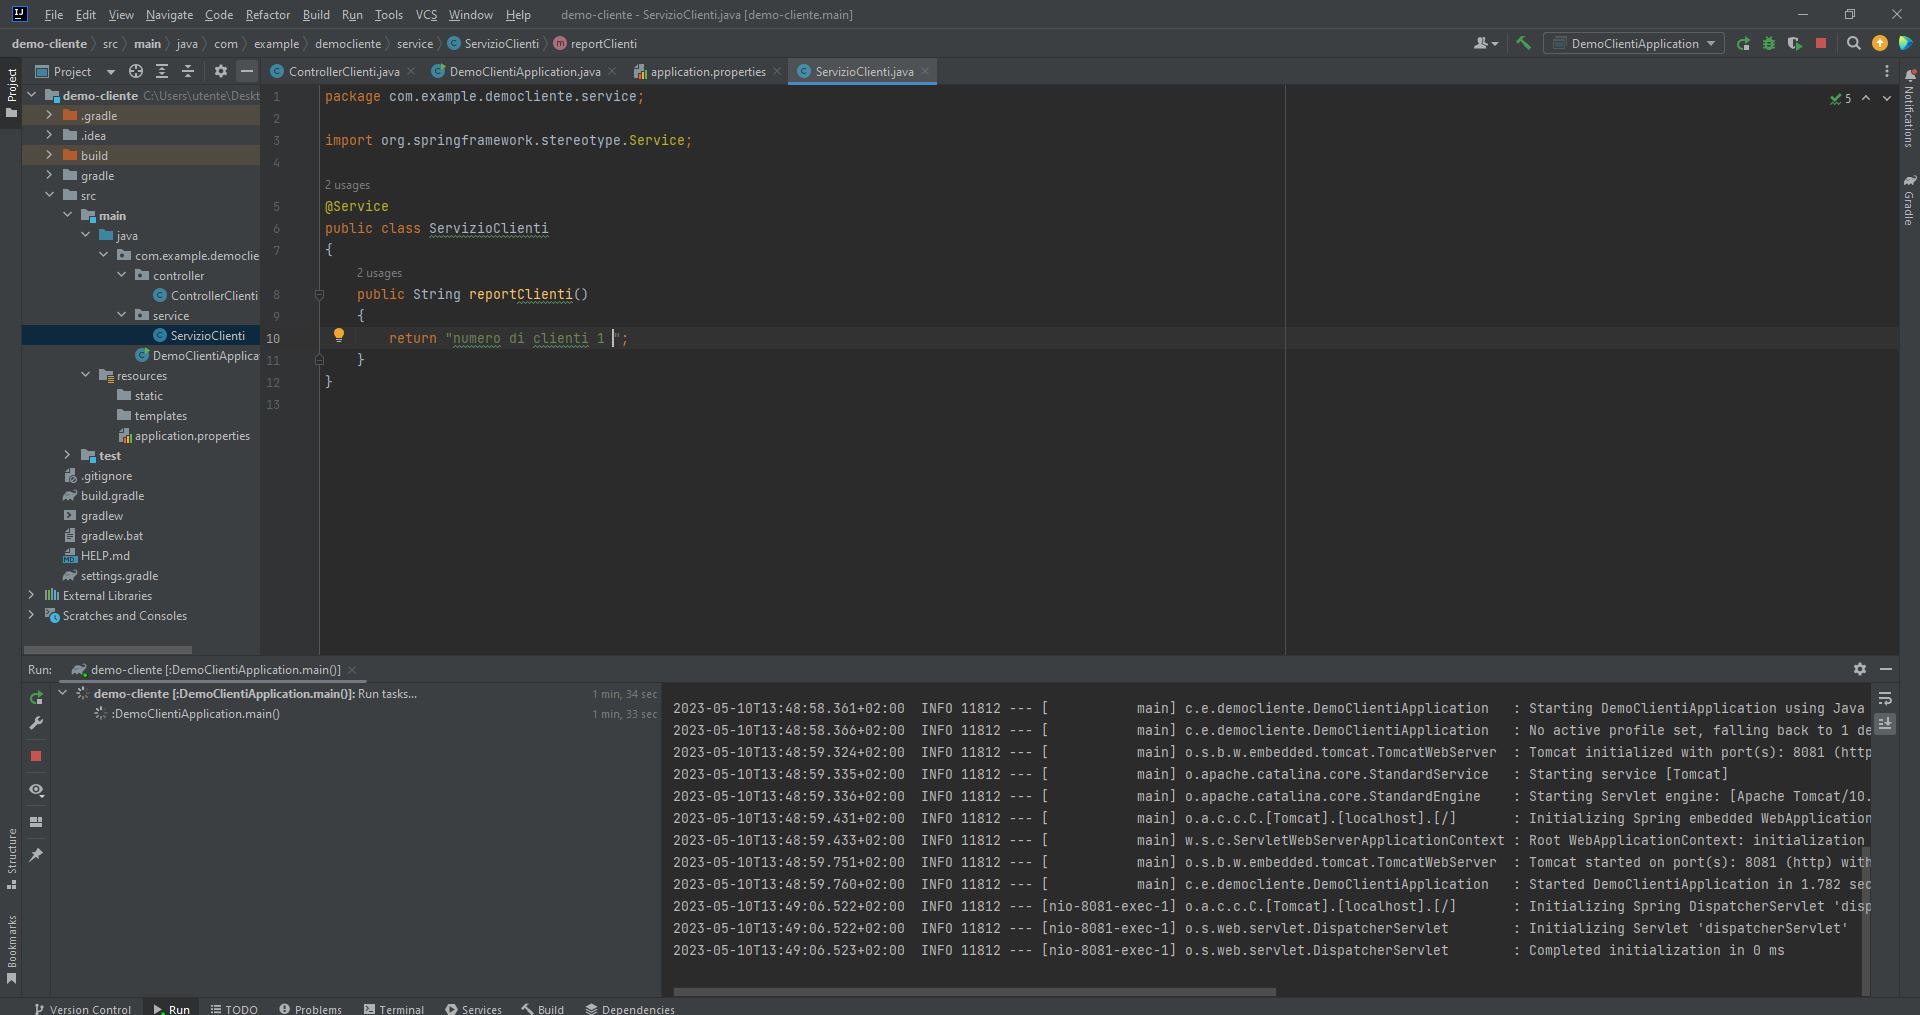 File Edit View Navigate Code Refactor Build Run Tools VCS Window Help demo-cliente - ServizioClienti.java [demo-cliente.main]
demo-cliente src main java com example democliente service ServizioClienti reportClienti DemoClientiApplication
Project ControllerClienti.java DemoClientiApplication.java application.properties ServizioClienti.java
Project
Notifications
Gradle
Structure
Bookmarks
demo-cliente C:\Users\utente\Deskt
.gradle
.idea
build
gradle
src
main
java
com.example.democlie
controller
ControllerClienti
service
ServizioClienti
DemoClientiApplica
resources
static
templates
application.properties
test
.gitignore
build.gradle
gradlew
gradlew.bat
HELP.md
settings.gradle
External Libraries
Scratches and Consoles
5
1 package com.example.democliente.service;
2
3 import org.springframework.stereotype.Service;
4
2 usages
5 @Service
6 public class ServizioClienti
7 {
2 usages
8 public String reportClienti()
9 {
10 return "numero di clienti 1 ";
11 }
12 }
13
Run: demo-cliente [:DemoClientiApplication.main()]
demo-cliente [:DemoClientiApplication.main()]: Run tasks... 1 min, 34 sec
:DemoClientiApplication.main() 1 min, 33 sec
2023-05-10T13:48:58.361+02:00 INFO 11812 --- [ main] c.e.democliente.DemoClientiApplication : Starting DemoClientiApplication using Java
2023-05-10T13:48:58.366+02:00 INFO 11812 --- [ main] c.e.democliente.DemoClientiApplication : No active profile set, falling back to 1 de
2023-05-10T13:48:59.324+02:00 INFO 11812 --- [ main] o.s.b.w.embedded.tomcat.TomcatWebServer : Tomcat initialized with port(s): 8081 (http
2023-05-10T13:48:59.335+02:00 INFO 11812 --- [ main] o.apache.catalina.core.StandardService : Starting service [Tomcat]
2023-05-10T13:48:59.336+02:00 INFO 11812 --- [ main] o.apache.catalina.core.StandardEngine : Starting Servlet engine: [Apache Tomcat/10.
2023-05-10T13:48:59.431+02:00 INFO 11812 --- [ main] o.a.c.c.C.[Tomcat].[localhost].[/] : Initializing Spring embedded WebApplication
2023-05-10T13:48:59.433+02:00 INFO 11812 --- [ main] w.s.c.ServletWebServerApplicationContext : Root WebApplicationContext: initialization
2023-05-10T13:48:59.751+02:00 INFO 11812 --- [ main] o.s.b.w.embedded.tomcat.TomcatWebServer : Tomcat started on port(s): 8081 (http) with
2023-05-10T13:48:59.760+02:00 INFO 11812 --- [ main] c.e.democliente.DemoClientiApplication : Started DemoClientiApplication in 1.782 sec
2023-05-10T13:49:06.522+02:00 INFO 11812 --- [nio-8081-exec-1] o.a.c.c.C.[Tomcat].[localhost].[/] : Initializing Spring DispatcherServlet 'disp
2023-05-10T13:49:06.522+02:00 INFO 11812 --- [nio-8081-exec-1] o.s.web.servlet.DispatcherServlet : Initializing Servlet 'dispatcherServlet'
2023-05-10T13:49:06.523+02:00 INFO 11812 --- [nio-8081-exec-1] o.s.web.servlet.DispatcherServlet : Completed initialization in 0 ms
Version Control Run TODO Problems Terminal Services Build Dependencies